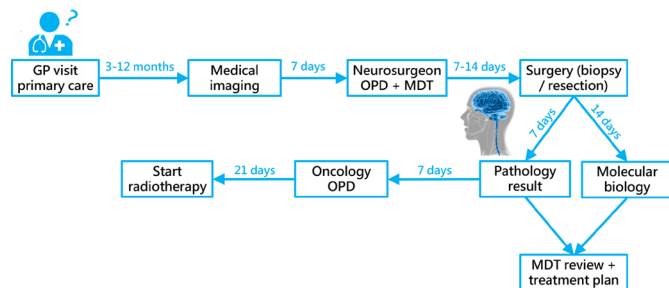 ?
GP visit
primary care
3-12 months
Medical
imaging
7 days
Neurosurgeon
OPD + MDT
7-14 days
Surgery (biopsy
/ resection)
7 days
14 days
Start
radiotherapy
21 days
Oncology
OPD
7 days
Pathology
result
Molecular
biology
MDT review +
treatment plan